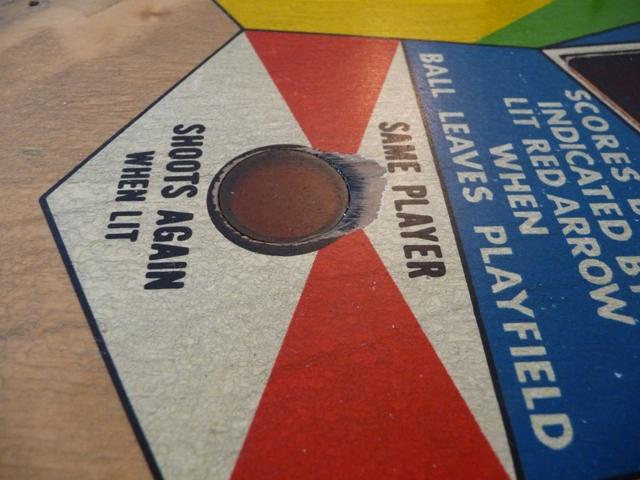 SCORES
INDICATED BY
LIT RED ARROW
WHEN
BALL LEAVES PLAYFIELD
SAME PLAYER
SHOOTS AGAIN
WHEN LIT